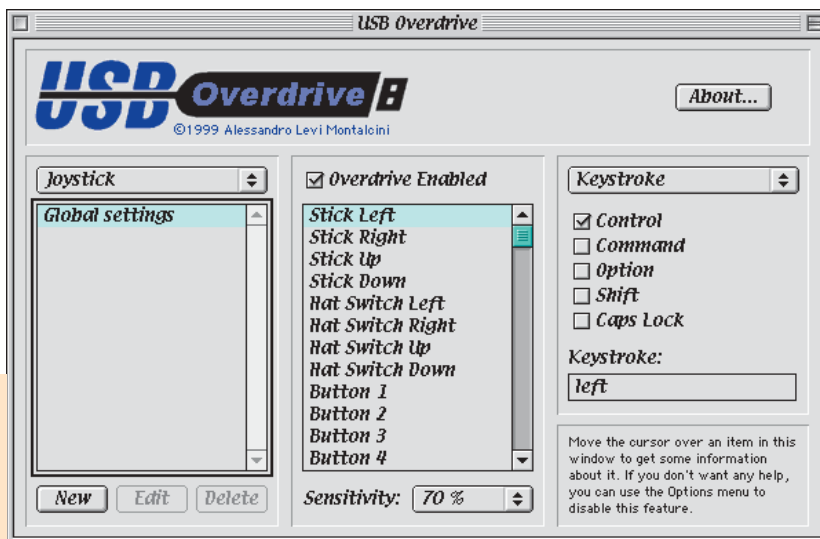 USB Overdrive
USB Overdrive
©1999 Alessandro Levi Montalcini
About...
Joystick
Global settings
New
Edit
Delete
Overdrive Enabled
Stick Left
Stick Right
Stick Up
Stick Down
Hat Switch Left
Hat Switch Right
Hat Switch Up
Hat Switch Down
Button 1
Button 2
Button 3
Button 4
Sensitivity: 70 %
Keystroke
Control
Command
Option
Shift
Caps Lock
Keystroke:
left
Move the cursor over an item in this
window to get some information
about it. If you don't want any help,
you can use the Options menu to
disable this feature.